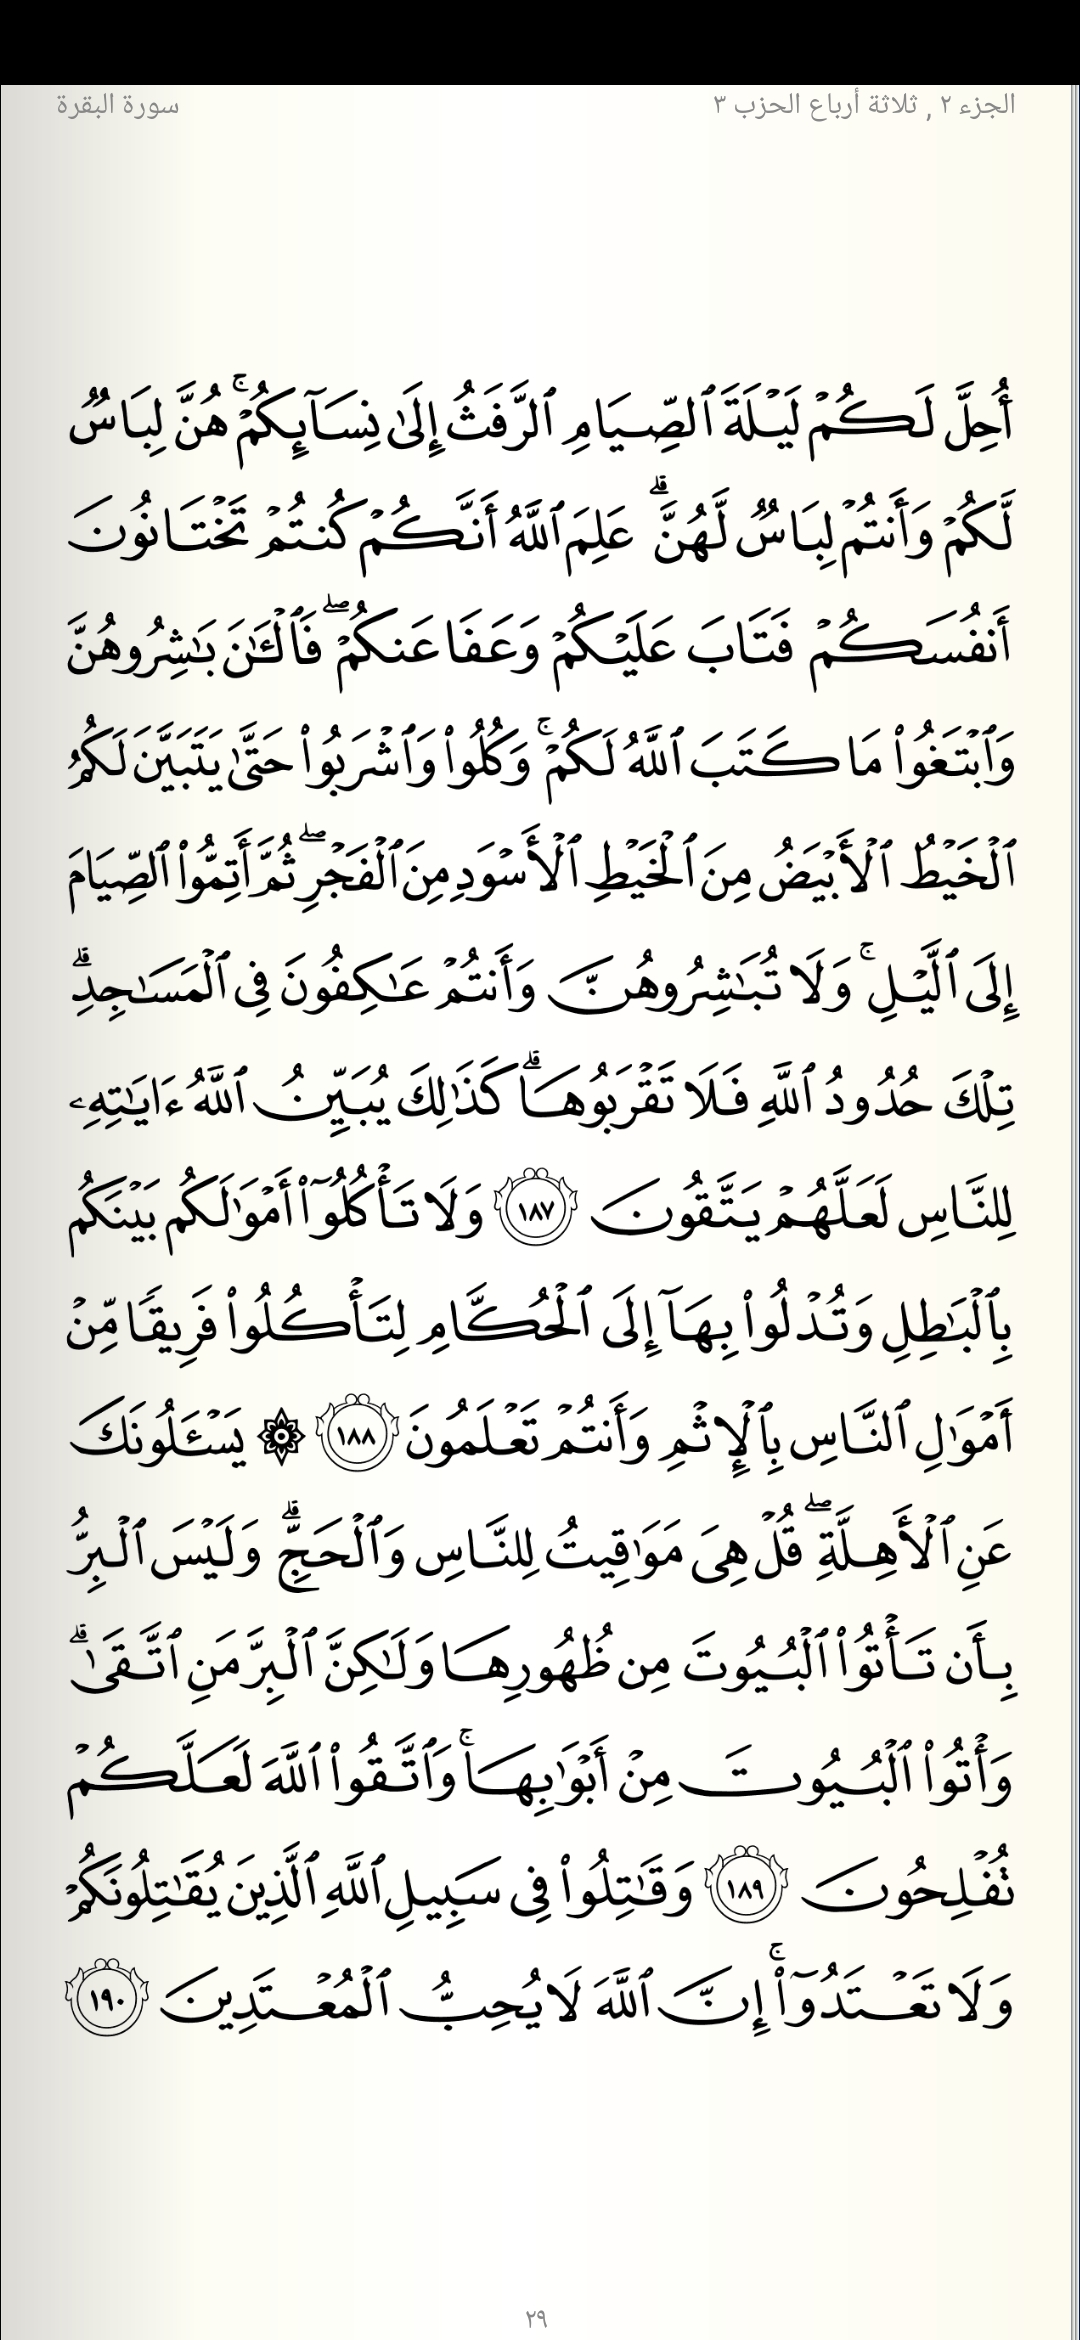 الجزء ٢ , ثلاثة أرباع الحزب ٣
سورة البقرة
أُحِلَّ لَكُمۡ لَيۡلَةَ ٱلصِّيَامِ ٱلرَّفَثُ إِلَىٰ نِسَآئِكُمۡۚ هُنَّ لِبَاسٞ
لَّكُمۡ وَأَنتُمۡ لِبَاسٞ لَّهُنَّۗ عَلِمَ ٱللَّهُ أَنَّكُمۡ كُنتُمۡ تَخۡتَانُونَ
أَنفُسَكُمۡ فَتَابَ عَلَيۡكُمۡ وَعَفَا عَنكُمۡۖ فَٱلۡـَٰٔنَ بَٰشِرُوهُنَّ
وَٱبۡتَغُواْ مَا كَتَبَ ٱللَّهُ لَكُمۡۚ وَكُلُواْ وَٱشۡرَبُواْ حَتَّىٰ يَتَبَيَّنَ لَكُمُ
ٱلۡخَيۡطُ ٱلۡأَبۡيَضُ مِنَ ٱلۡخَيۡطِ ٱلۡأَسۡوَدِ مِنَ ٱلۡفَجۡرِۖ ثُمَّ أَتِمُّواْ ٱلصِّيَامَ
إِلَى ٱلَّيۡلِۚ وَلَا تُبَٰشِرُوهُنَّ وَأَنتُمۡ عَٰكِفُونَ فِي ٱلۡمَسَٰجِدِۗ
تِلۡكَ حُدُودُ ٱللَّهِ فَلَا تَقۡرَبُوهَاۗ كَذَٰلِكَ يُبَيِّنُ ٱللَّهُ ءَايَٰتِهِۦ
لِلنَّاسِ لَعَلَّهُمۡ يَتَّقُونَ ١٨٧ وَلَا تَأۡكُلُوٓاْ أَمۡوَٰلَكُم بَيۡنَكُم
بِٱلۡبَٰطِلِ وَتُدۡلُواْ بِهَآ إِلَى ٱلۡحُكَّامِ لِتَأۡكُلُواْ فَرِيقٗا مِّنۡ
أَمۡوَٰلِ ٱلنَّاسِ بِٱلۡإِثۡمِ وَأَنتُمۡ تَعۡلَمُونَ ١٨٨ ۞ يَسۡـَٔلُونَكَ
عَنِ ٱلۡأَهِلَّةِۖ قُلۡ هِيَ مَوَٰقِيتُ لِلنَّاسِ وَٱلۡحَجِّۗ وَلَيۡسَ ٱلۡبِرُّ
بِأَن تَأۡتُواْ ٱلۡبُيُوتَ مِن ظُهُورِهَا وَلَٰكِنَّ ٱلۡبِرَّ مَنِ ٱتَّقَىٰۗ
وَأۡتُواْ ٱلۡبُيُوتَ مِنۡ أَبۡوَٰبِهَاۚ وَٱتَّقُواْ ٱللَّهَ لَعَلَّكُمۡ
تُفۡلِحُونَ ١٨٩ وَقَٰتِلُواْ فِي سَبِيلِ ٱللَّهِ ٱلَّذِينَ يُقَٰتِلُونَكُمۡ
وَلَا تَعۡتَدُوٓاْۚ إِنَّ ٱللَّهَ لَا يُحِبُّ ٱلۡمُعۡتَدِينَ ١٩٠
٢٩